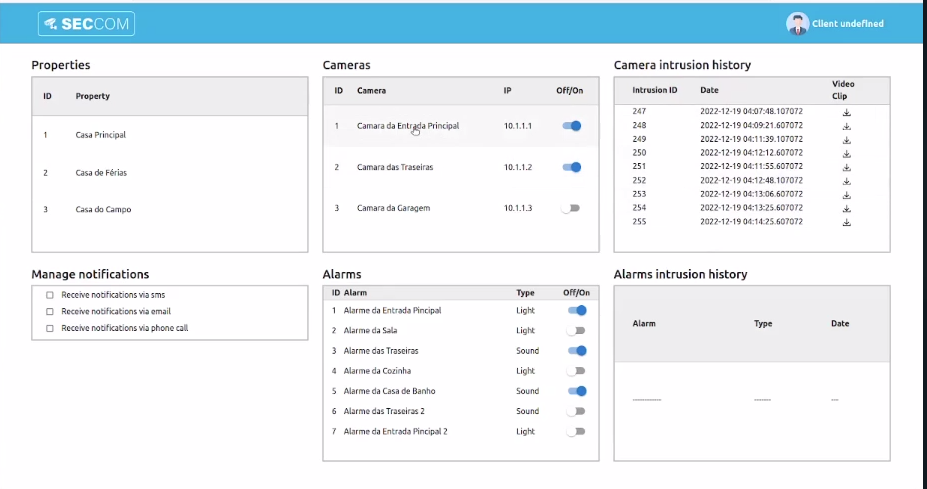 SECCOM
Client undefined
Properties
ID Property
1 Casa Principal
2 Casa de Férias
3 Casa do Campo
Cameras
ID Camera IP Off/On
1 Camara da Entrada Principal 10.1.1.1
2 Camara das Traseiras 10.1.1.2
3 Camara da Garagem 10.1.1.3
Camera intrusion history
Intrusion ID Date Video Clip
247 2022-12-19 04:07:48.107072
248 2022-12-19 04:09:21.607072
249 2022-12-19 04:11:39.107072
250 2022-12-19 04:12:12.607072
251 2022-12-19 04:11:55.607072
252 2022-12-19 04:12:48.107072
253 2022-12-19 04:13:06.607072
254 2022-12-19 04:13:25.607072
255 2022-12-19 04:14:25.607072
Manage notifications
Receive notifications via sms
Receive notifications via email
Receive notifications via phone call
Alarms
ID Alarm Type Off/On
1 Alarme da Entrada Pincipal Light
2 Alarme da Sala Light
3 Alarme das Traseiras Sound
4 Alarme da Cozinha Light
5 Alarme da Casa de Banho Sound
6 Alarme das Traseiras 2 Sound
7 Alarme da Entrada Pincipal 2 Light
Alarms intrusion history
Alarm Type Date